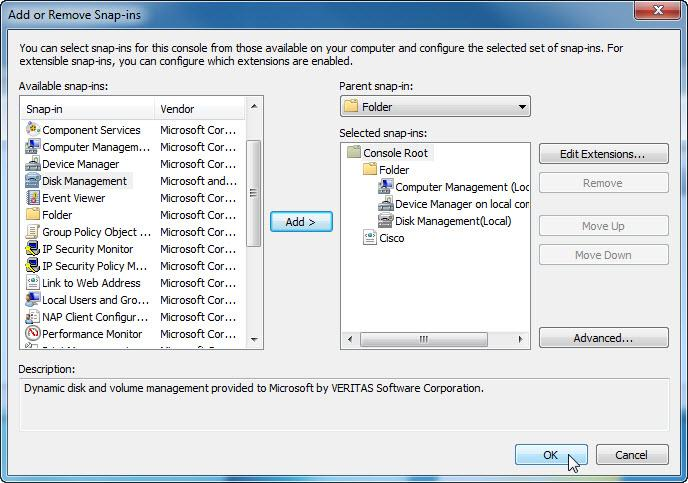 Add or Remove Snap-ins
You can select snap-ins for this console from those available on your computer and configure the selected set of snap-ins. For
extensible snap-ins, you can configure which extensions are enabled.
Available snap-ins:
Snap-in Vendor
Component Services Microsoft Cor...
Computer Managem... Microsoft Cor...
Device Manager Microsoft Cor...
Disk Management Microsoft and...
Event Viewer Microsoft Cor...
Folder Microsoft Cor...
Group Policy Object ... Microsoft Cor...
IP Security Monitor Microsoft Cor...
IP Security Policy M... Microsoft Cor...
Link to Web Address Microsoft Cor...
Local Users and Gro... Microsoft Cor...
NAP Client Configur... Microsoft Cor...
Performance Monitor Microsoft Cor...
Add >
Parent snap-in:
Folder
Selected snap-ins:
Console Root
Folder
Computer Management (Loc
Device Manager on local com
Disk Management(Local)
Cisco
Edit Extensions...
Remove
Move Up
Move Down
Advanced...
Description:
Dynamic disk and volume management provided to Microsoft by VERITAS Software Corporation.
OK
Cancel